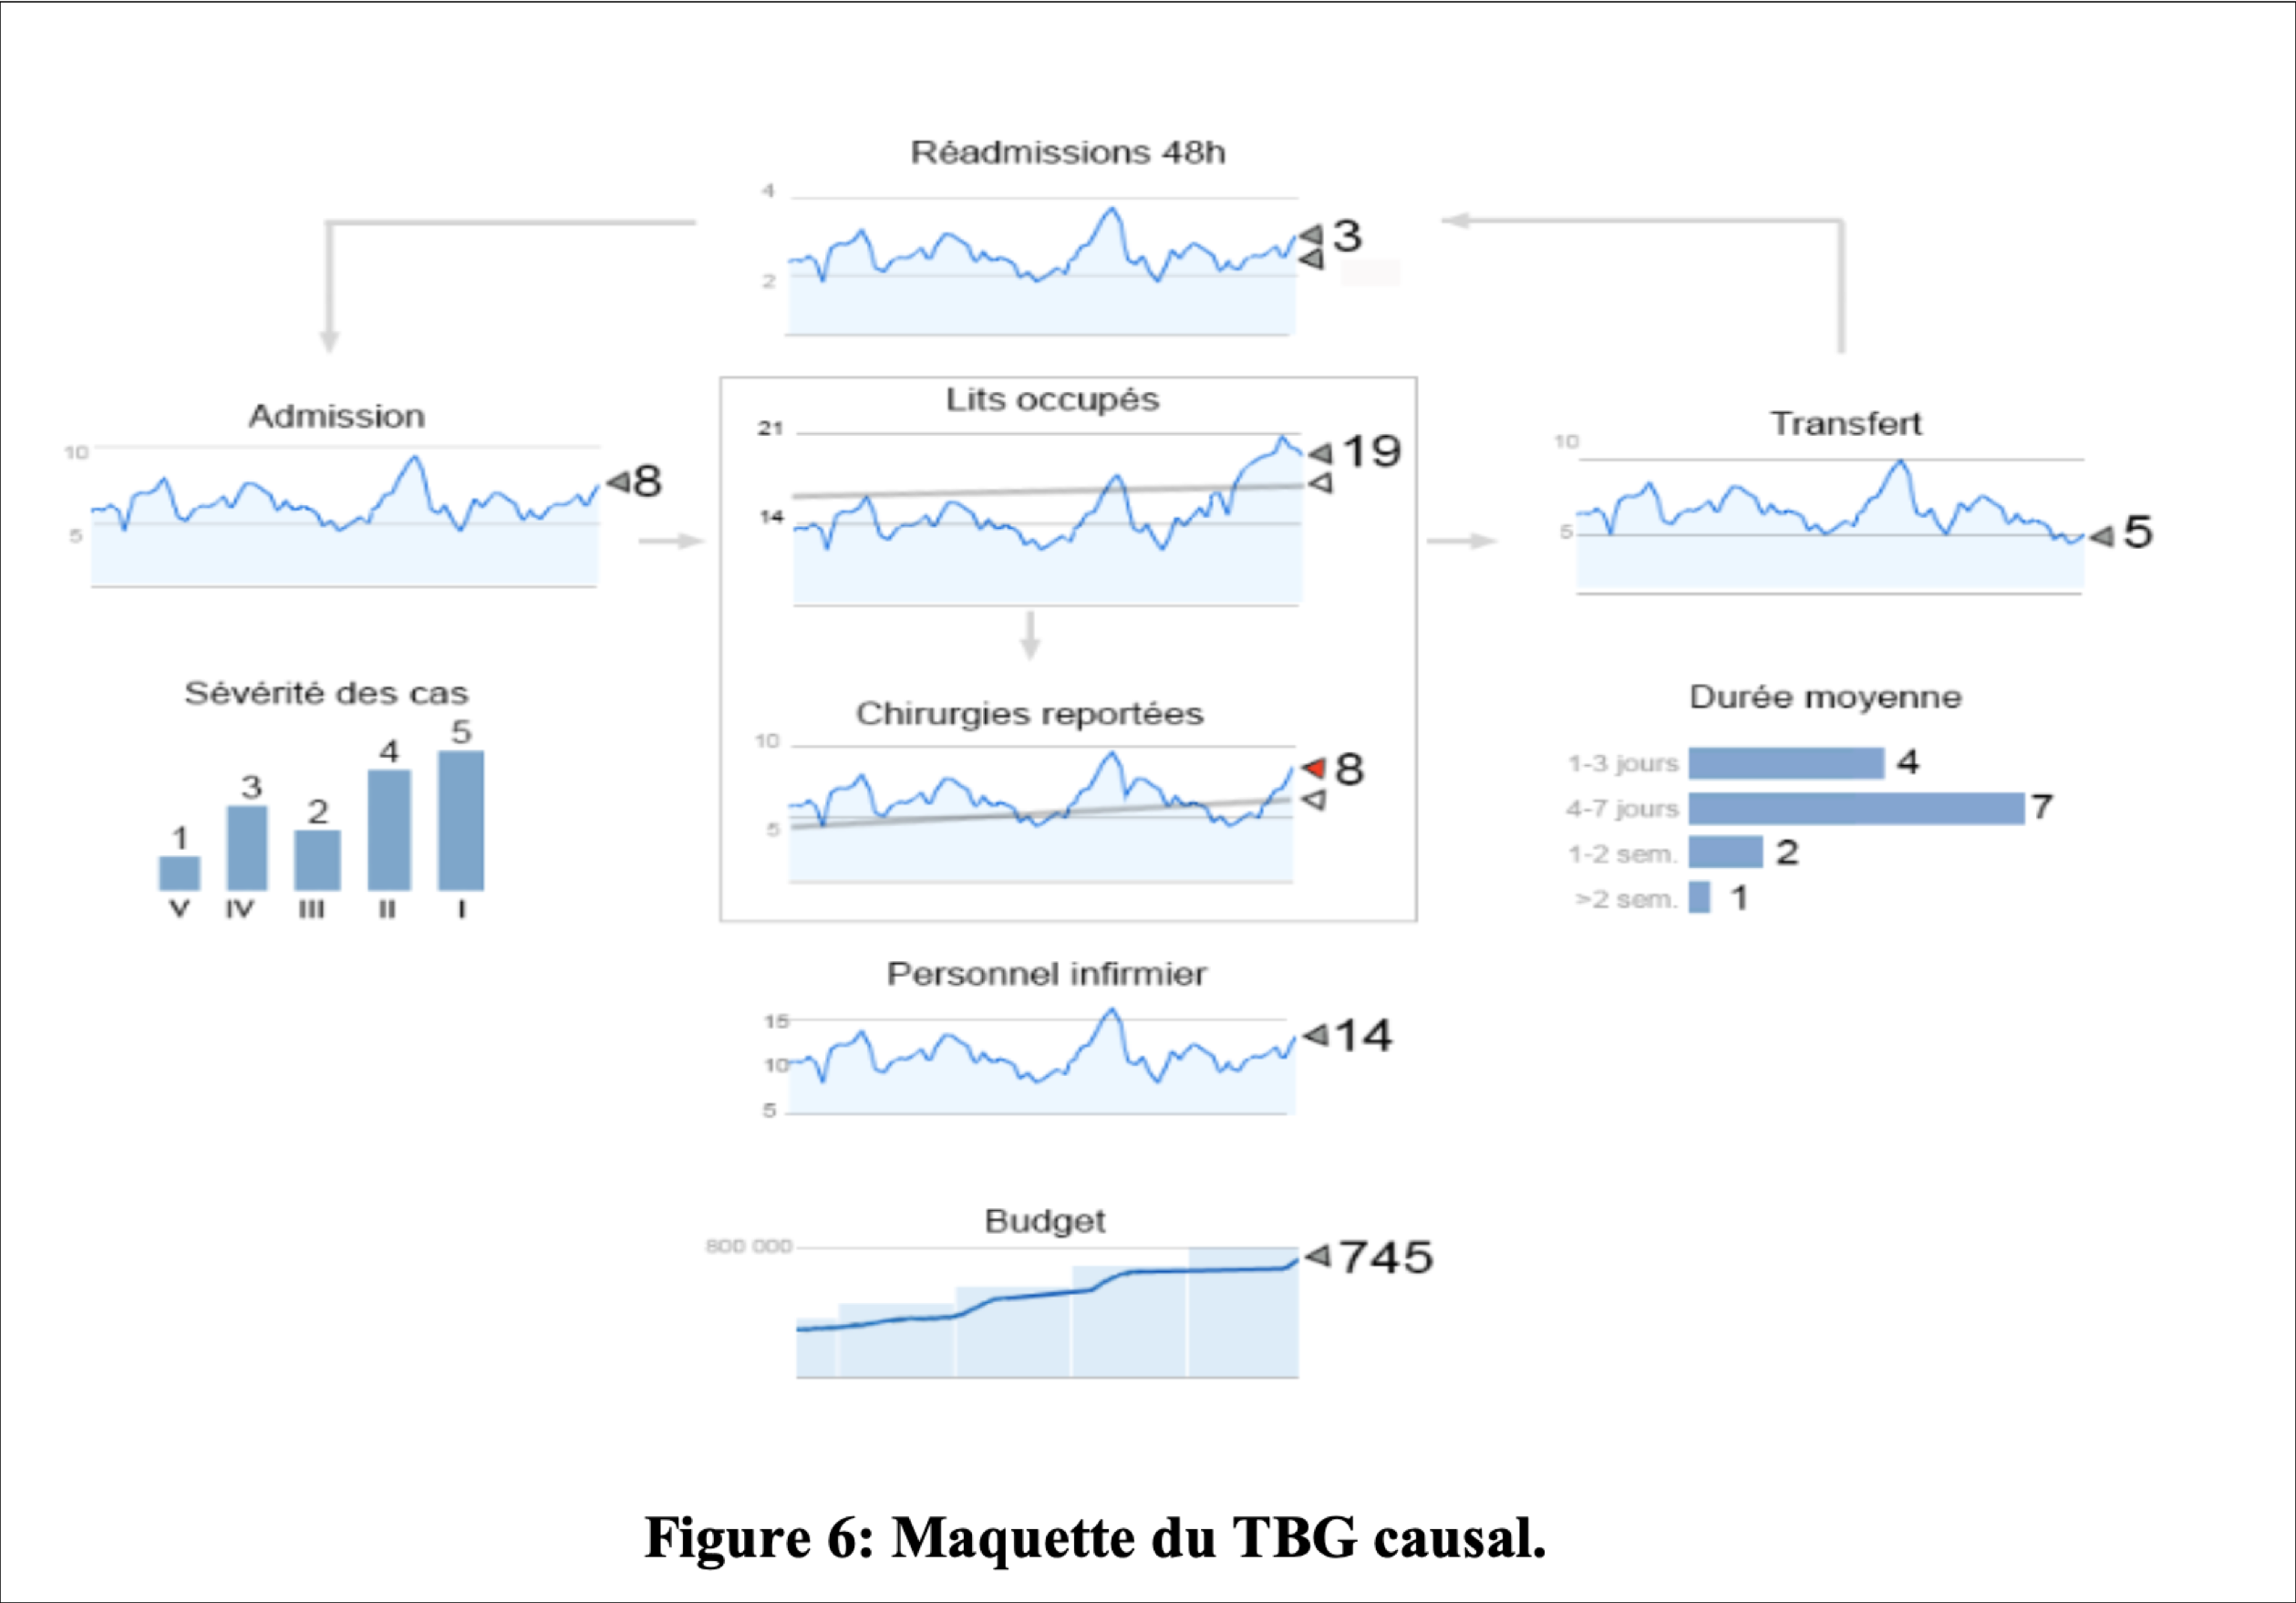 Réadmissions 48h
4
2
3
Admission
10
5
8
Lits occupés
21
14
19
Transfert
10
5
5
Sévérité des cas
1
3
2
4
5
V IV III II I
Chirurgies reportées
10
5
8
Durée moyenne
1-3 jours 4
4-7 jours 7
1-2 sem. 2
>2 sem. 1
Personnel infirmier
15
10
5
14
Budget
800 000
745
Figure 6: Maquette du TBG causal.